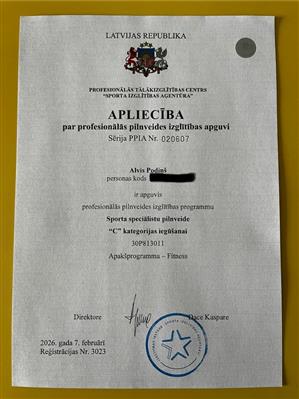 LATVIJAS REPUBLIKA
PROFESIONĀLĀS TĀLĀKIZGLĪTĪBAS CENTRS
“SPORTA IZGLĪTĪBAS AĢENTŪRA”
APLIECĪBA
par profesionālās pilnveides izglītības apguvi
Sērija PPIA Nr. 020607
Alvis Podiņš
personas kods
ir apguvis
profesionālās pilnveides izglītības programmu
Sporta speciālistu pilnveide
“C” kategorijas iegūšanai
30P813011
Apakšprogramma – Fitness
Direktore Dace Kaspare
2026. gada 7. februārī
Reģistrācijas Nr. 3023